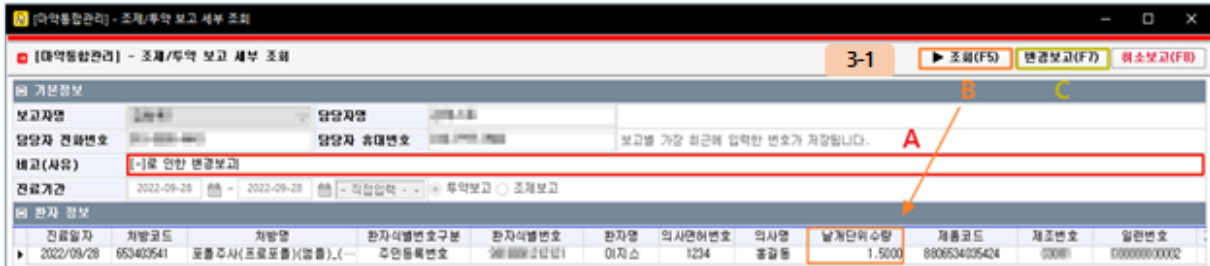 [마약통합관리] - 조제/투약 보고 세부 조회
[마약통합관리] - 조제/투약 보고 세부 조회 3-1 ▶ 조회(F5) 변경보고(F7) 취소보고(F8)
기본정보 B C
보고자명 담당자명
담당자 전화번호 담당자 휴대번호 보고별 가장 최근에 입력한 번호가 저장됩니다. A
비고(사유) [-]로 인한 변경보고
진료기간 2022-09-28 ~ 2022-09-28 - 직접입력 - 투약보고 조제보고
환자 정보
진료일자 처방코드 처방명 환자식별번호구분 환자식별번호 환자명 의사면허번호 의사명 낱개단위수량 제품코드 제조번호 일련번호
2022/09/28 653403541 포폴주사(프로포폴)(앰플)_(… 주민등록번호 이지스 1234 홍길동 1.5000 8806534035424